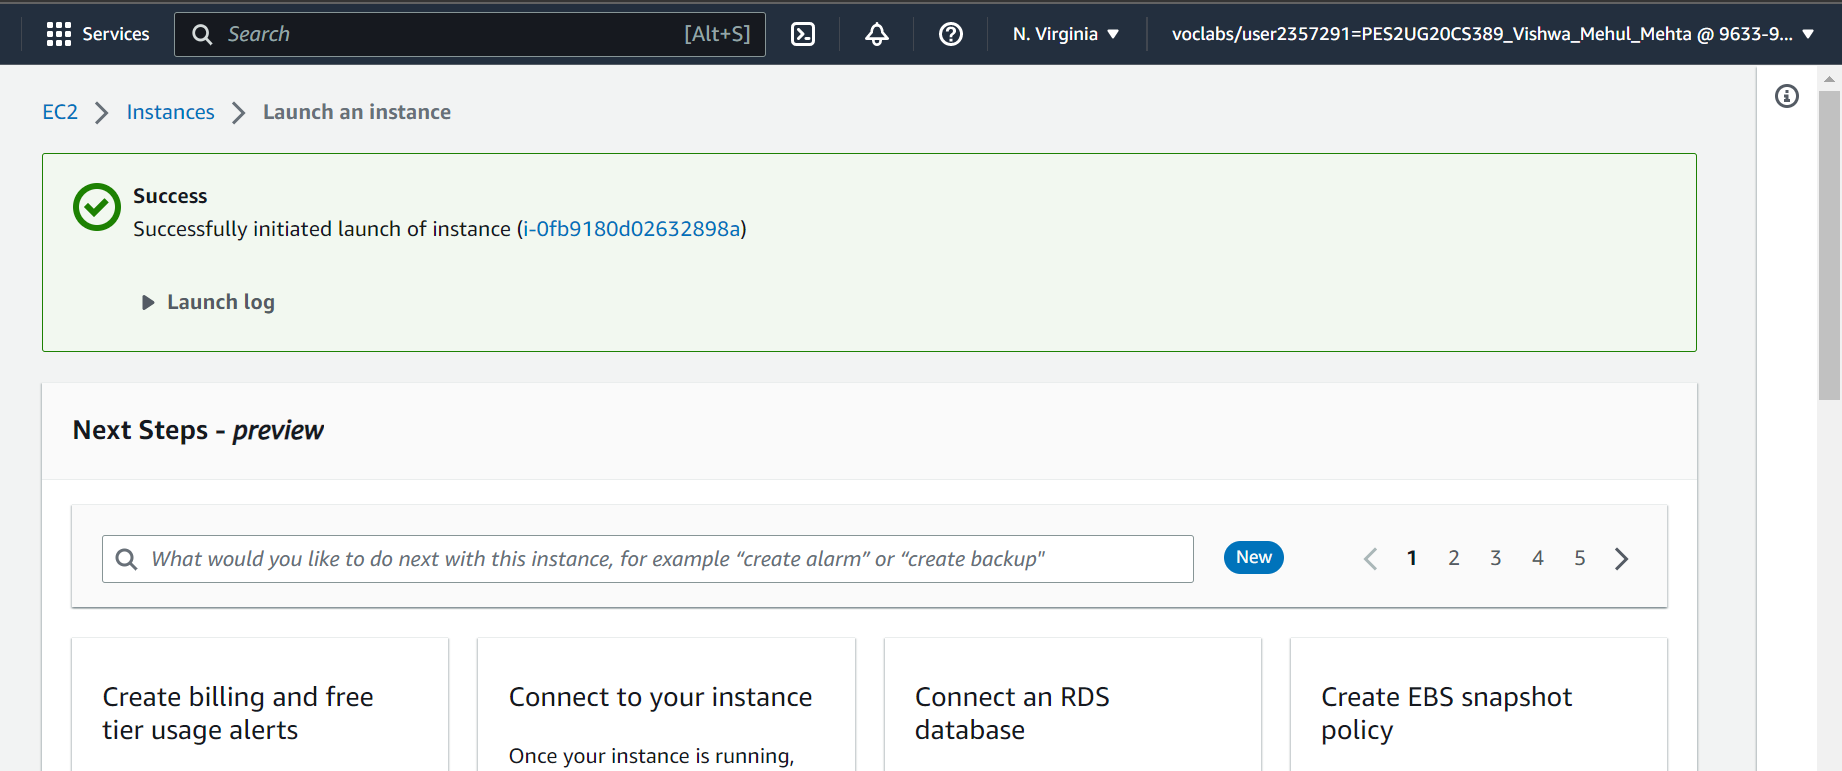 Services
Search [Alt+S]
N. Virginia
voclabs/user2357291=PES2UG20CS389_Vishwa_Mehul_Mehta @ 9633-9...
EC2 Instances Launch an instance
Success
Successfully initiated launch of instance (i-0fb9180d02632898a)
Launch log
Next Steps - preview
What would you like to do next with this instance, for example “create alarm” or “create backup"
New
1 2 3 4 5
Create billing and free
tier usage alerts
Connect to your instance
Once your instance is running,
Connect an RDS
database
Create EBS snapshot
policy